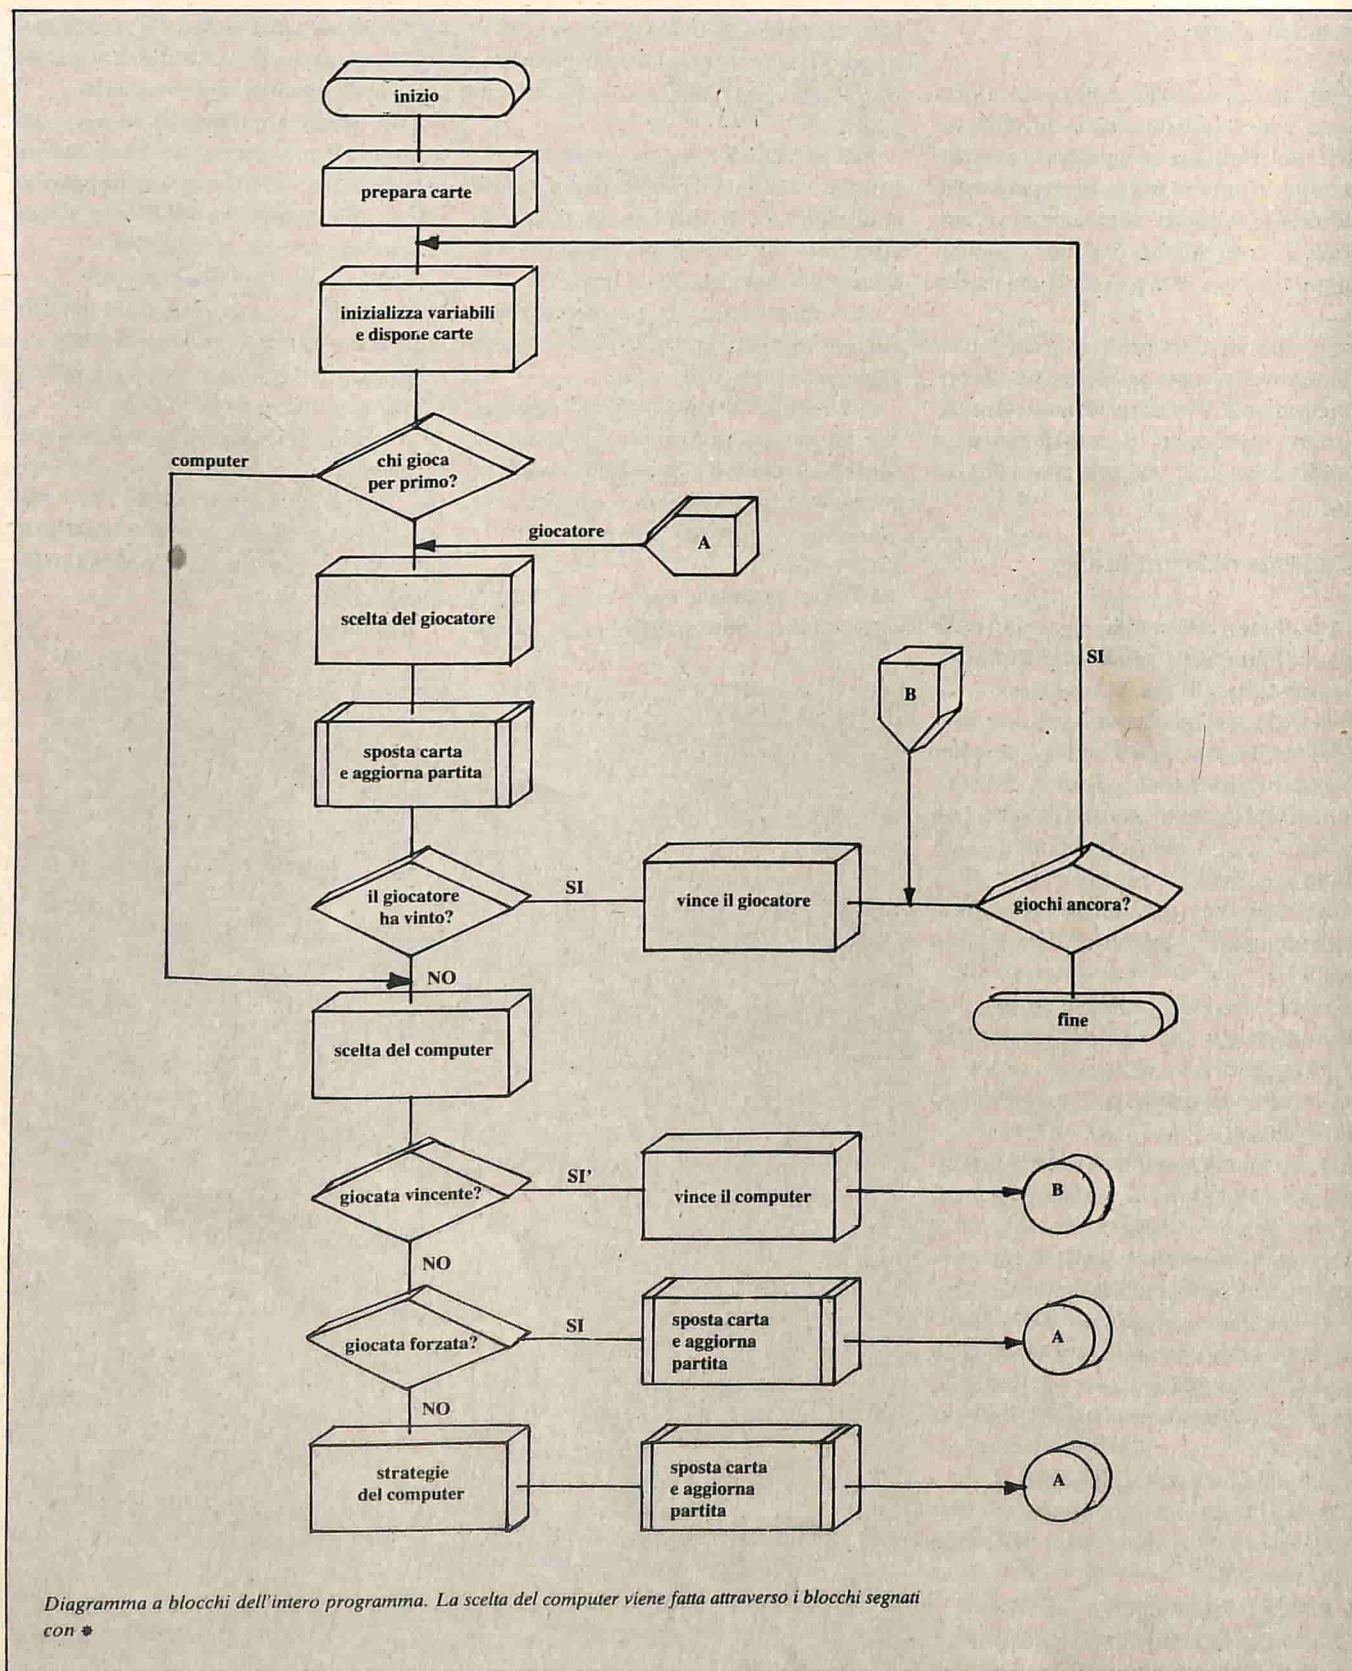 inizio
prepara carte
inizializza variabili
e dispone carte
chi gioca
per primo?
computer
giocatore
A
scelta del giocatore
sposta carta
e aggiorna partita
B
SI
il giocatore
ha vinto?
SI
vince il giocatore
giochi ancora?
NO
fine
scelta del computer
giocata vincente?
SI'
vince il computer
B
NO
giocata forzata?
SI
sposta carta
e aggiorna
partita
A
NO
strategie
del computer
sposta carta
e aggiorna
partita
A
Diagramma a blocchi dell'intero programma. La scelta del computer viene fatta attraverso i blocchi segnati
con *